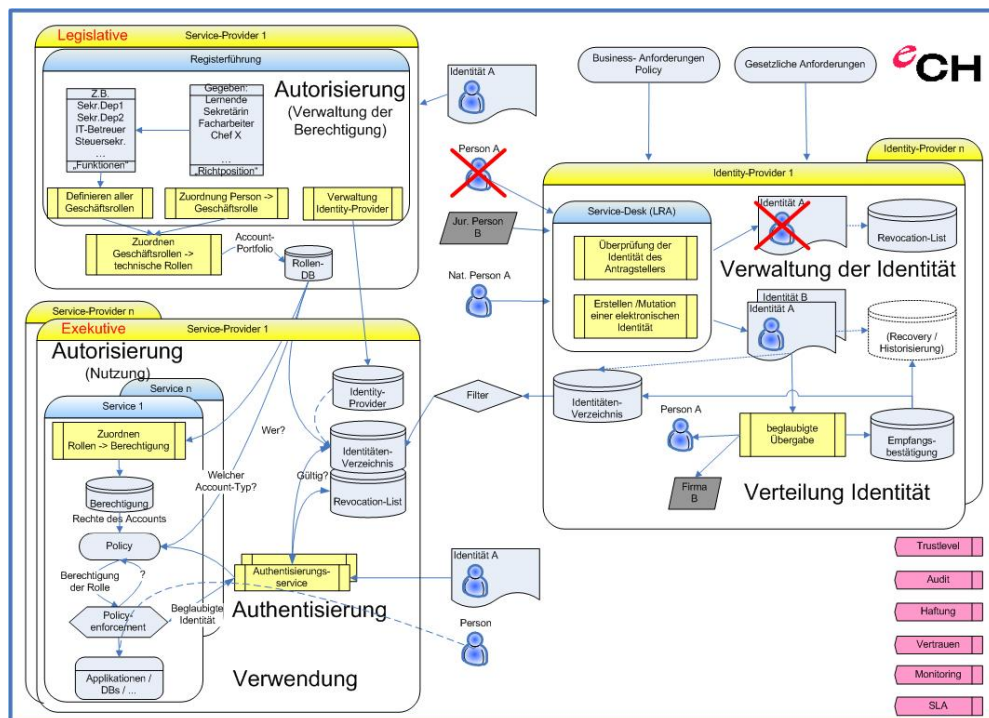 Legislative
Service-Provider 1
Registerführung
Z.B.
Sekr.Dep1
Sekr.Dep2
IT-Betreuer
Steuersekr.
...
„Funktionen"
Gegeben:
Lernende
Sekretärin
Facharbeiter
Chef X
...
„Richtposition"
Autorisierung
(Verwaltung der
Berechtigung)
Definieren aller
Geschäftsrollen
Zuordnung Person ->
Geschäftsrolle
Verwaltung
Identity-Provider
Zuordnen
Geschäftsrollen ->
technische Rollen
Account-
Portfolio
Rollen-
DB
Identität A
Person A
Jur. Person
B
Nat. Person A
Business- Anforderungen
Policy
Gesetzliche Anforderungen
eCH
Identity-Provider n
Identity-Provider 1
Service-Desk (LRA)
Überprüfung der
Identität des
Antragstellers
Erstellen /Mutation
einer elektronischen
Identität
Identität A
Revocation-List
Verwaltung der Identität
Identität B
Identität A
(Recovery /
Historisierung)
Filter
Identitäten-
Verzeichnis
Person A
beglaubigte
Übergabe
Empfangs-
bestätigung
Firma
B
Verteilung Identität
Service-Provider n
Exekutive
Service-Provider 1
Autorisierung
(Nutzung)
Service n
Service 1
Zuordnen
Rollen -> Berechtigung
Berechtigung
Rechte des Accounts
Policy
Berechtigung
der Rolle
?
Policy-
enforcement
Beglaubigte
Identität
Applikationen /
DBs / ...
Wer?
Welcher
Account-Typ?
Gültig?
Identity-
Provider
Identitäten-
Verzeichnis
Revocation-List
Authentisierungs-
service
Authentisierung
Verwendung
Identität A
Person
Trustlevel
Audit
Haftung
Vertrauen
Monitoring
SLA